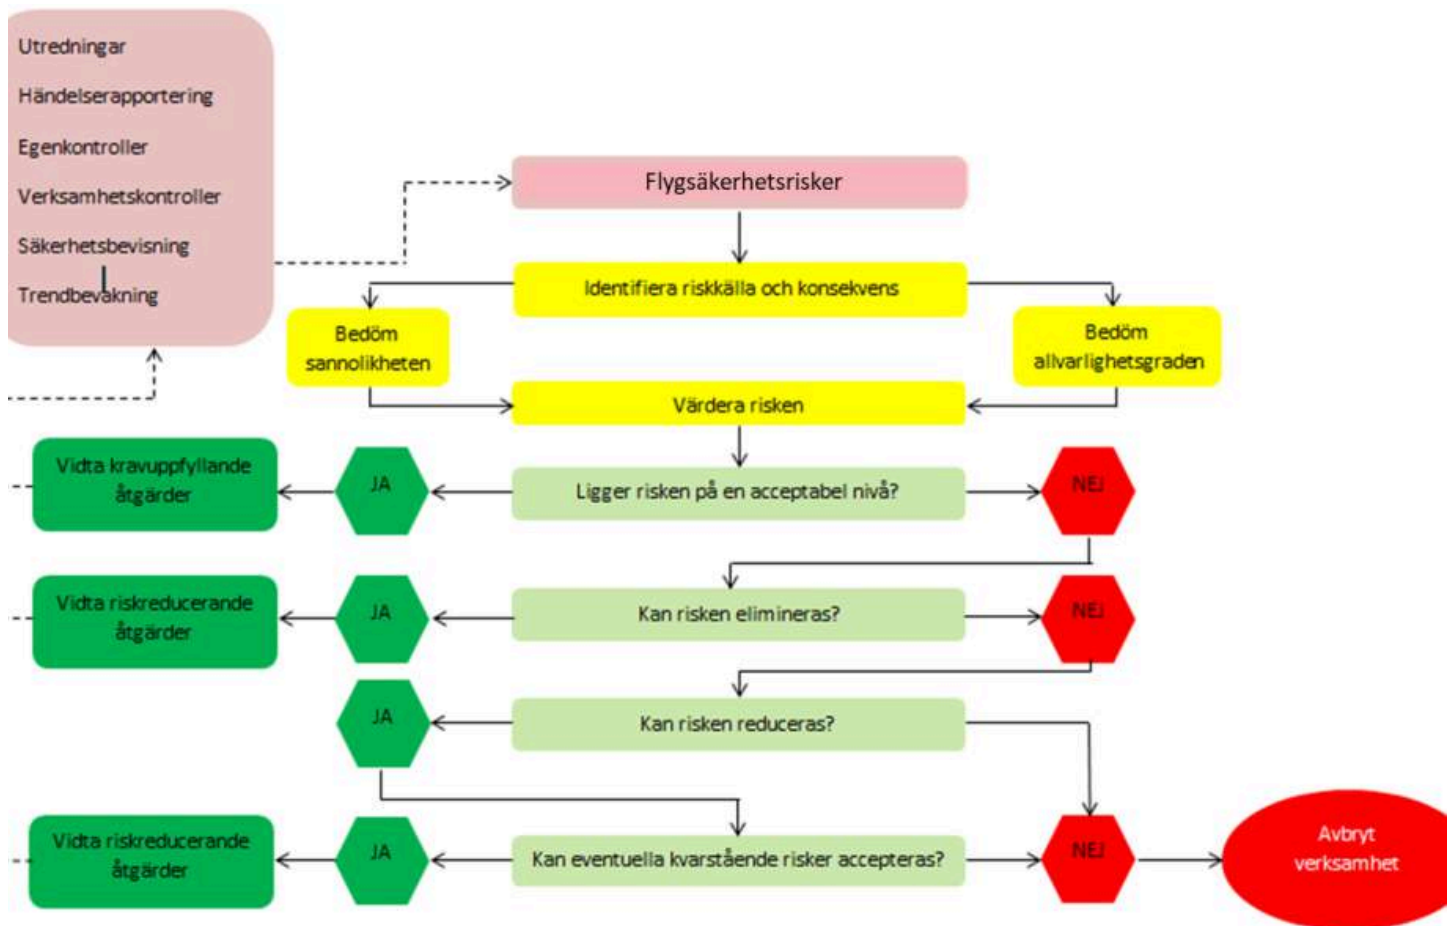 Utredningar
Händelserapportering
Egenkontroller
Verksamhetskontroller
Säkerhetsbevisning
Trendbevakning
Flygsäkerhetsrisker
Identifiera riskkälla och konsekvens
Bedöm
sannolikheten
Bedöm
allvarlighetsgraden
Värdera risken
Vidta kravuppfyllande
åtgärder
JA
Ligger risken på en acceptabel nivå?
NEJ
Vidta riskreducerande
åtgärder
JA
Kan risken elimineras?
NEJ
JA
Kan risken reduceras?
Vidta riskreducerande
åtgärder
JA
Kan eventuella kvarstående risker accepteras?
NEJ
Avbryt
verksamhet